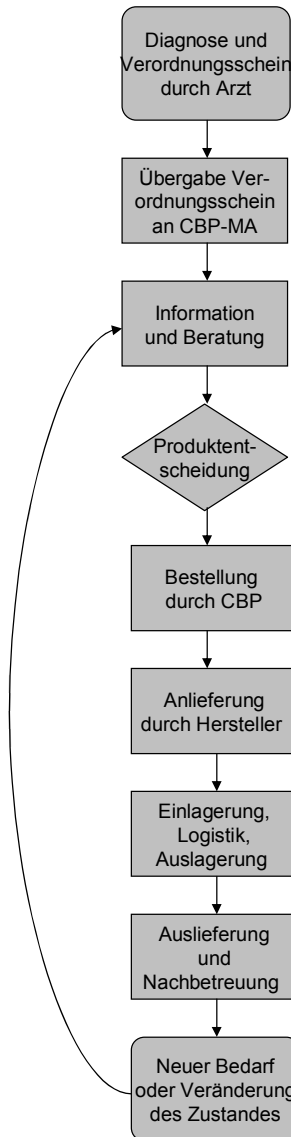 Diagnose und
Verordnungsschein
durch Arzt
Übergabe Ver-
ordnungsschein
an CBP-MA
Information
und Beratung
Produktent-
scheidung
Bestellung
durch CBP
Anlieferung
durch Hersteller
Einlagerung,
Logistik,
Auslagerung
Auslieferung
und
Nachbetreuung
Neuer Bedarf
oder Veränderung
des Zustandes